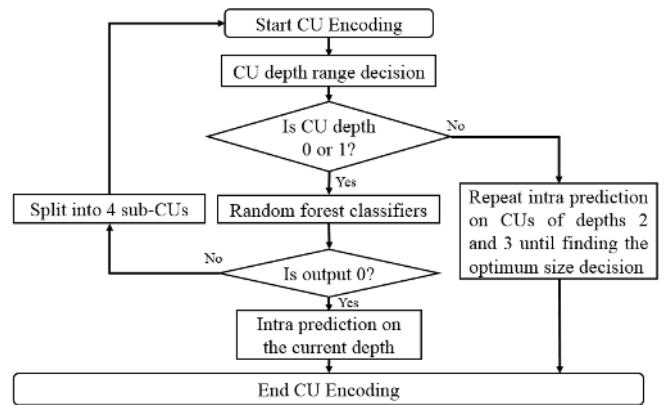 Start CU Encoding
CU depth range decision
Is CU depth
0 or 1?
No
Yes
Split into 4 sub-CUs
Random forest classifiers
Repeat intra prediction
on CUs of depths 2
and 3 until finding the
optimum size decision
No
Is output 0?
Yes
Intra prediction on
the current depth
End CU Encoding